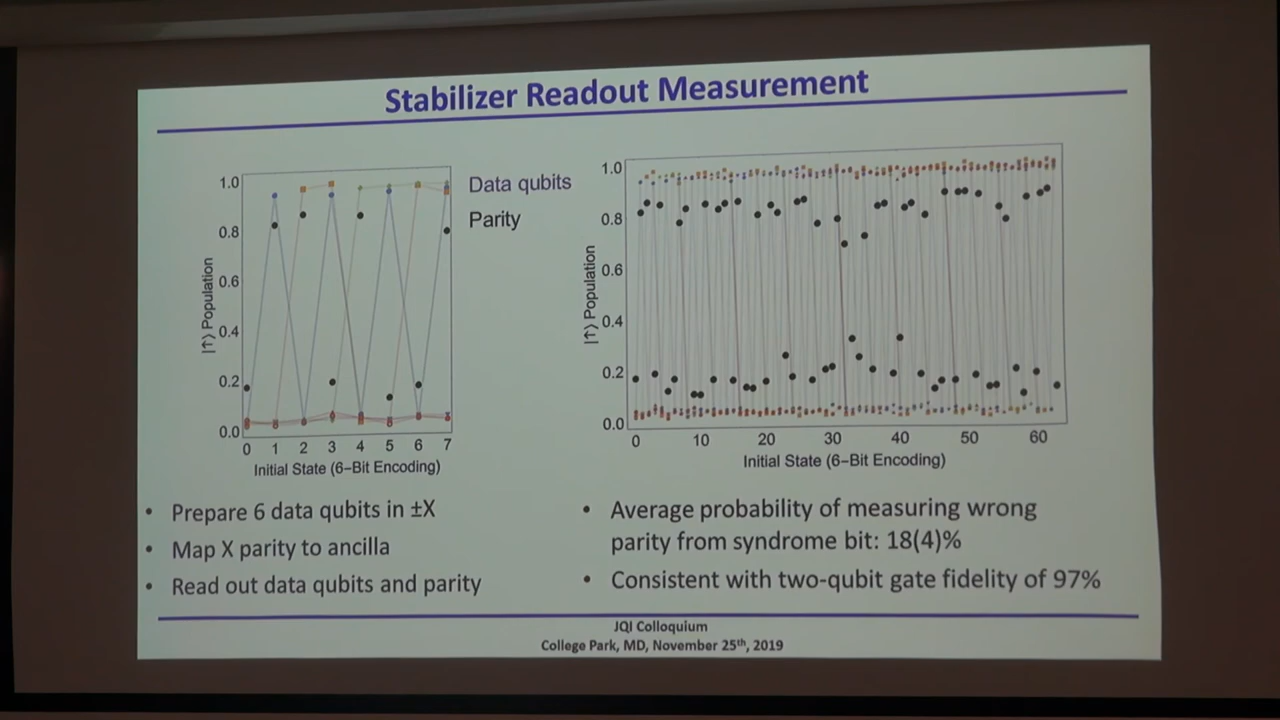 Stabilizer Readout Measurement
1.0
0.8
0.6
0.4
0.2
0.0
|↑⟩ Population
0 1 2 3 4 5 6 7
Initial State (6–Bit Encoding)
Data qubits
Parity
1.0
0.8
0.6
0.4
0.2
0.0
|↑⟩ Population
0 10 20 30 40 50 60
Initial State (6–Bit Encoding)
• Prepare 6 data qubits in ±X
• Map X parity to ancilla
• Read out data qubits and parity
• Average probability of measuring wrong
parity from syndrome bit: 18(4)%
• Consistent with two-qubit gate fidelity of 97%
JQI Colloquium
College Park, MD, November 25th, 2019